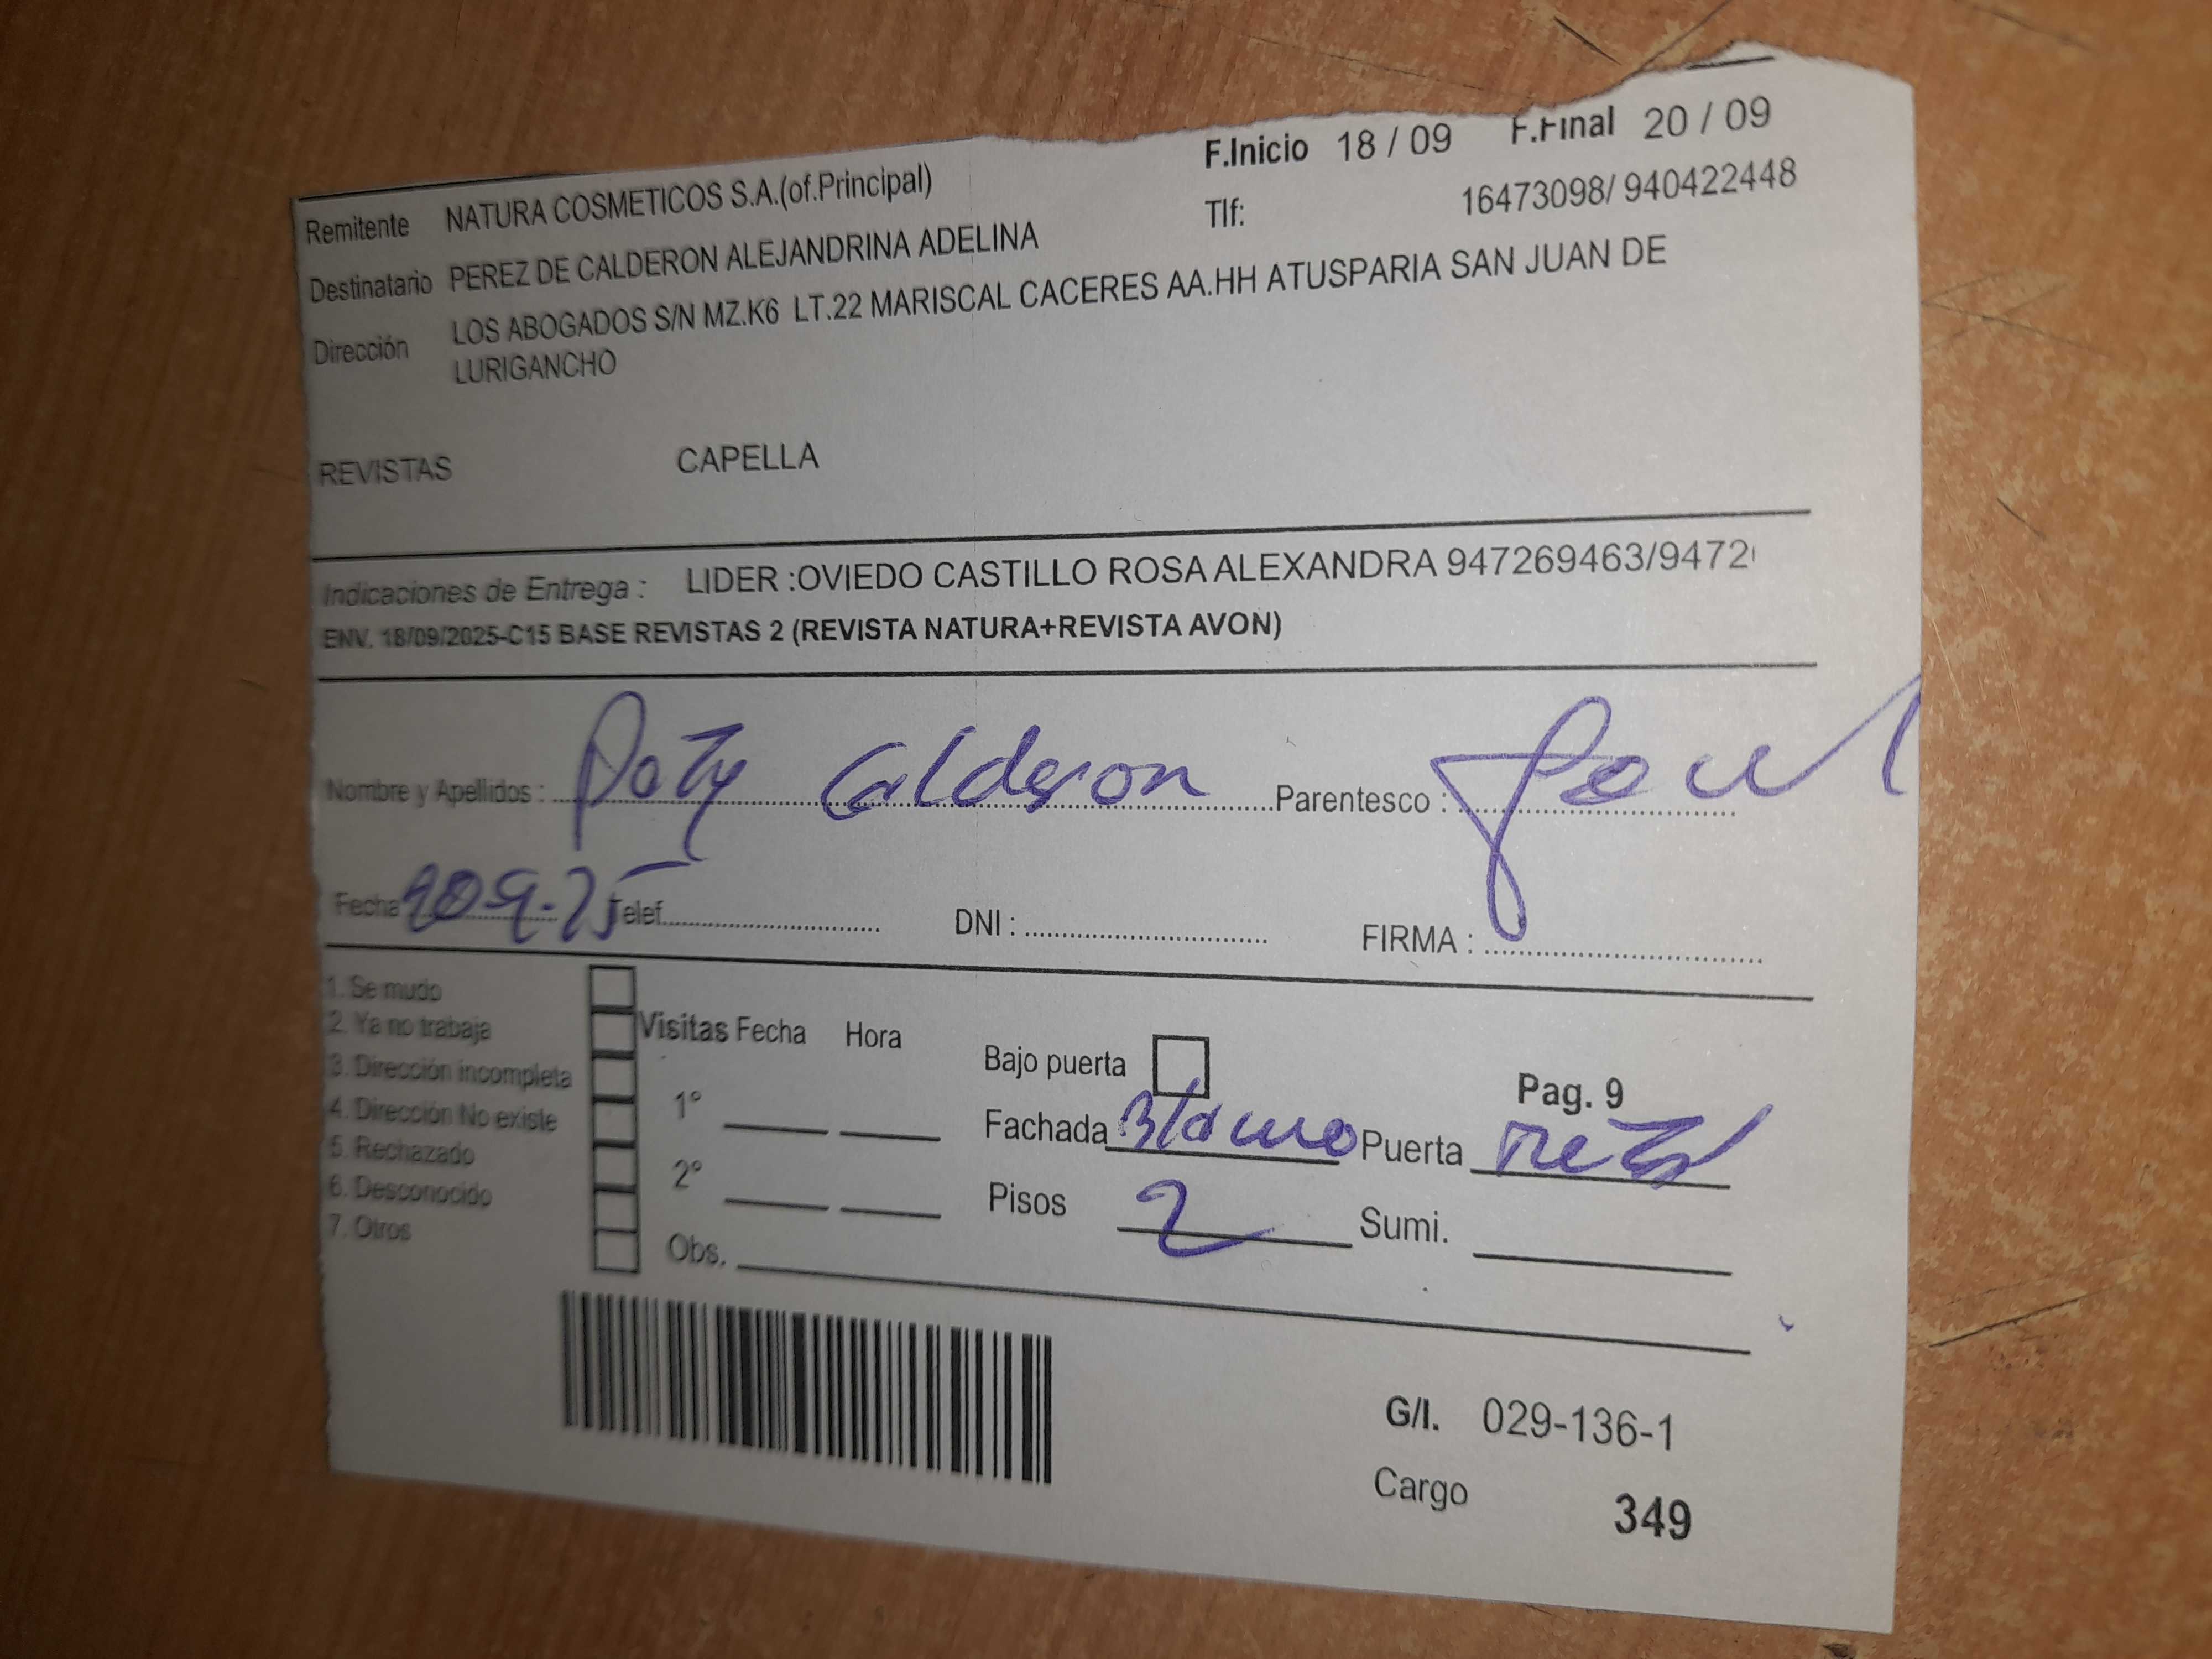 F.Inicio 18 / 09 F.Final 20 / 09
Remitente NATURA COSMETICOS S.A.(of.Principal) Tlf: 16473098/ 940422448
Destinatario PEREZ DE CALDERON ALEJANDRINA ADELINA
Dirección LOS ABOGADOS S/N MZ.K6 LT.22 MARISCAL CACERES AA.HH ATUSPARIA SAN JUAN DE
LURIGANCHO
REVISTAS CAPELLA
Indicaciones de Entrega : LIDER :OVIEDO CASTILLO ROSA ALEXANDRA 947269463/9472
ENV. 18/09/2025-C15 BASE REVISTAS 2 (REVISTA NATURA+REVISTA AVON)
Nombre y Apellidos : Paty Calderon Parentesco :
Fecha Telef. DNI : FIRMA :
1. Se mudo
2. Ya no trabaja
3. Dirección incompleta
4. Dirección No existe
5. Rechazado
6. Desconocido
7. Otros
Visitas Fecha Hora
1°
2°
Obs.
Bajo puerta Pag. 9
Fachada Blanco Puerta Metal
Pisos 2 Sumi.
G/I. 029-136-1
Cargo 349